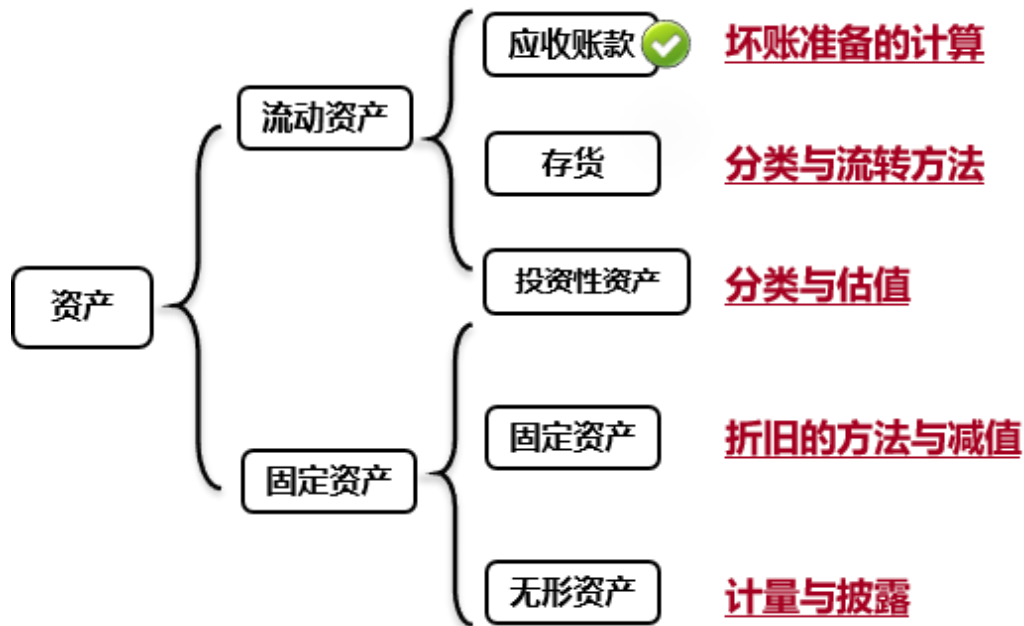 应收账款
坏账准备的计算
流动资产
存货
分类与流转方法
投资性资产
分类与估值
资产
固定资产
折旧的方法与减值
固定资产
无形资产
计量与披露